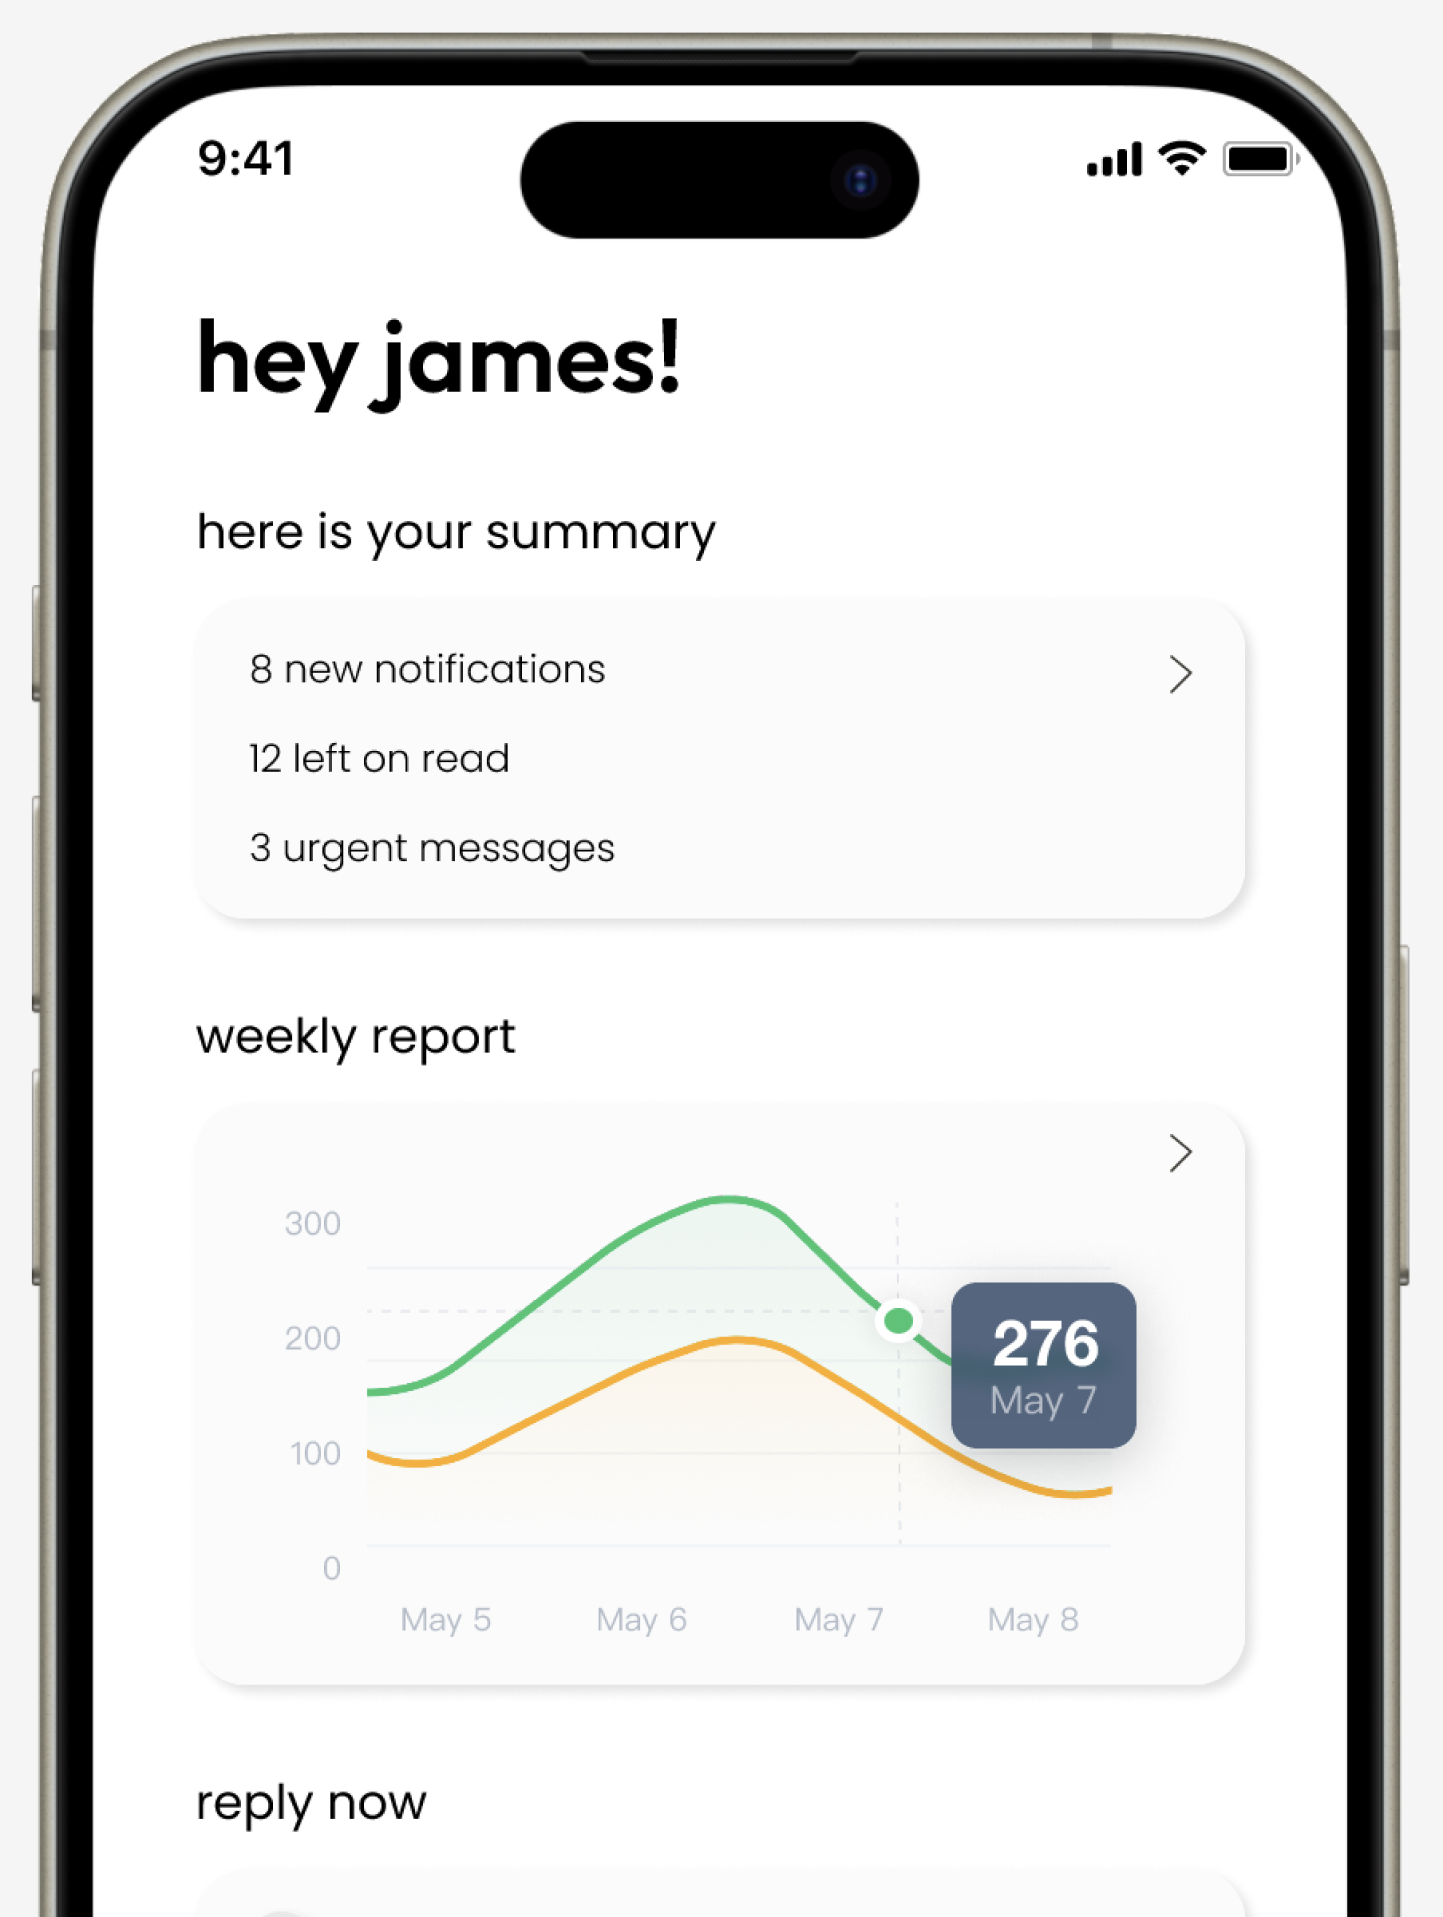 9:41
hey james!
here is your summary
8 new notifications
12 left on read
3 urgent messages
weekly report
300
200
100
0
276
May 7
May 5 May 6 May 7 May 8
reply now